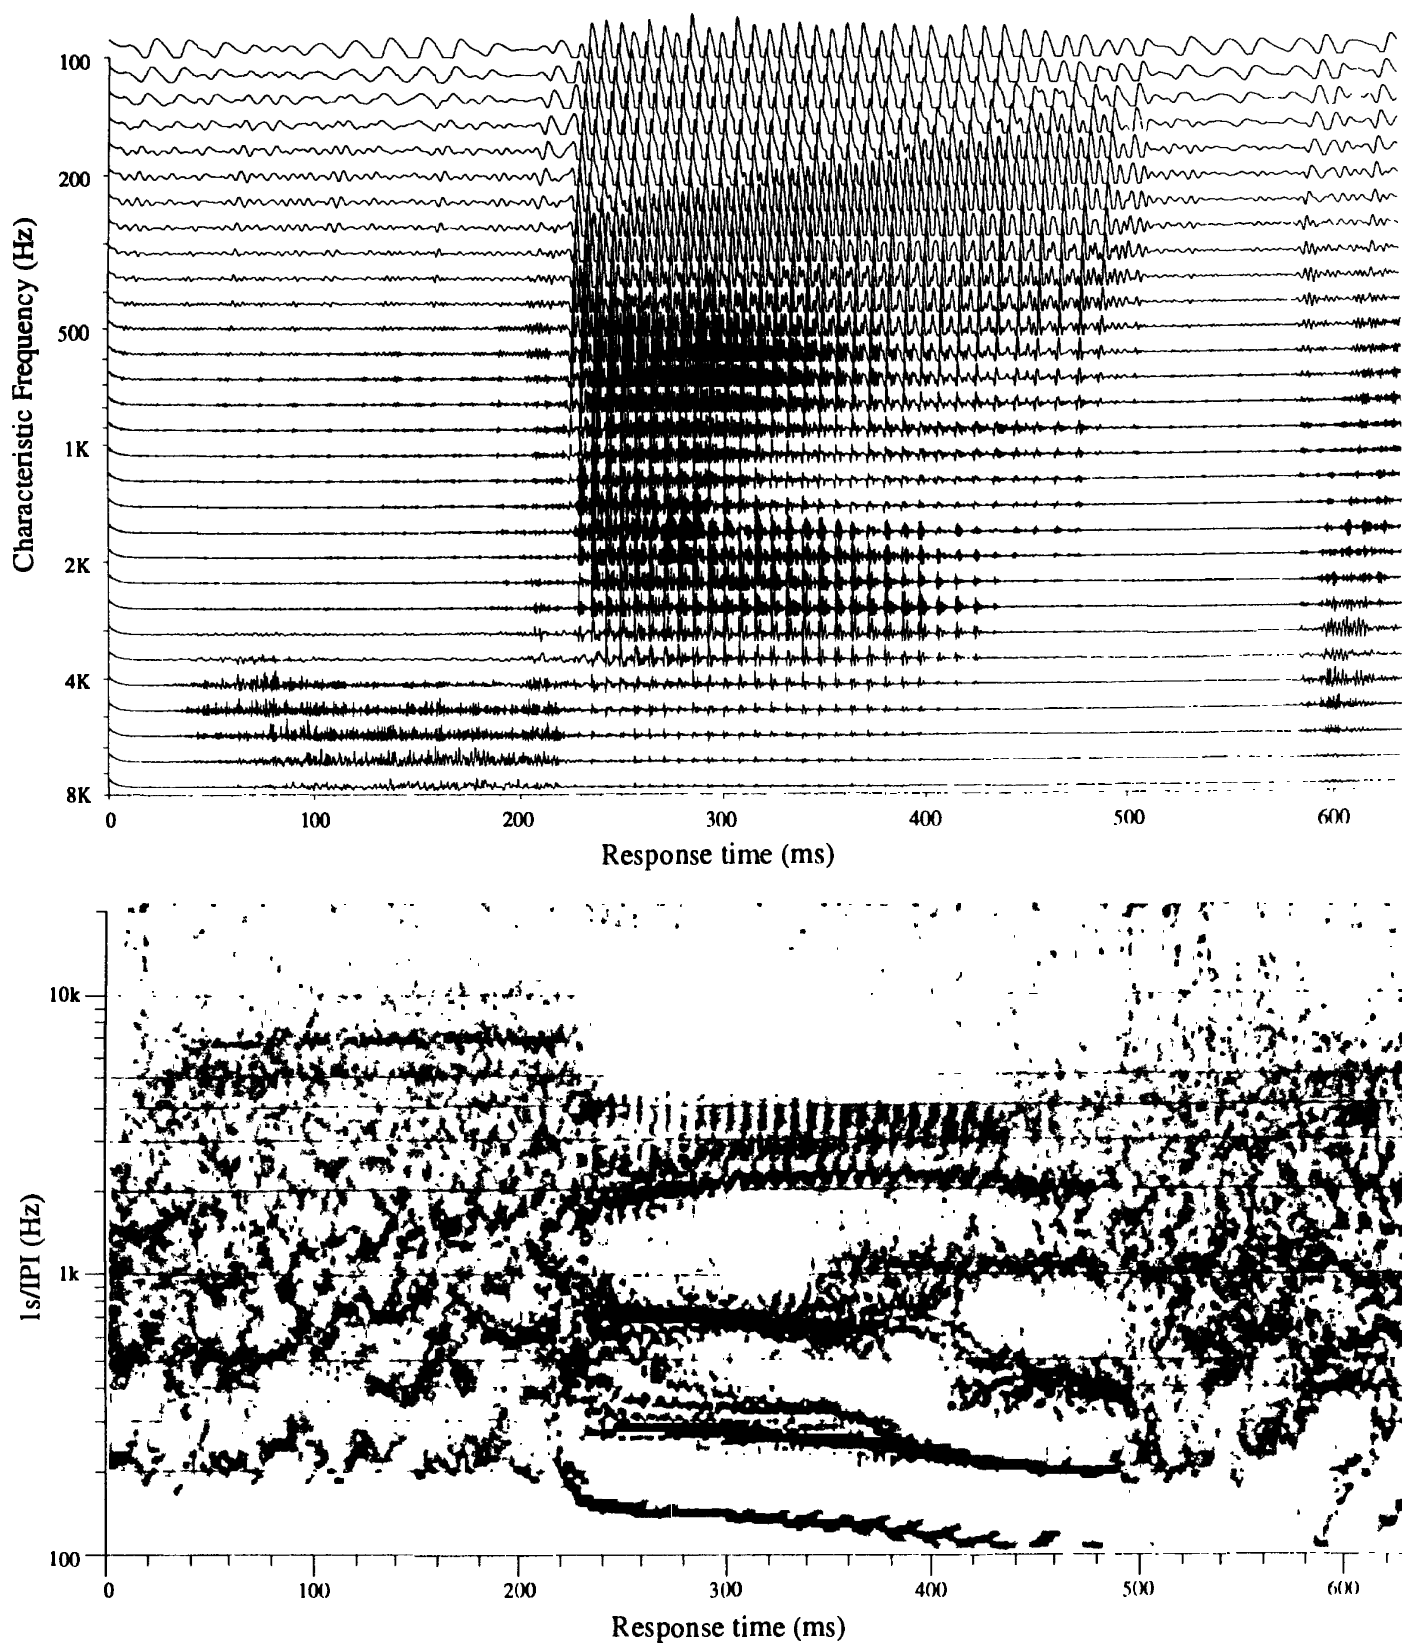 Characteristic Frequency (Hz)
100
200
500
1K
2K
4K
8K
0 100 200 300 400 500 600
Response time (ms)
1s/IPI (Hz)
10k
1k
100
0 100 200 300 400 500 600
Response time (ms)